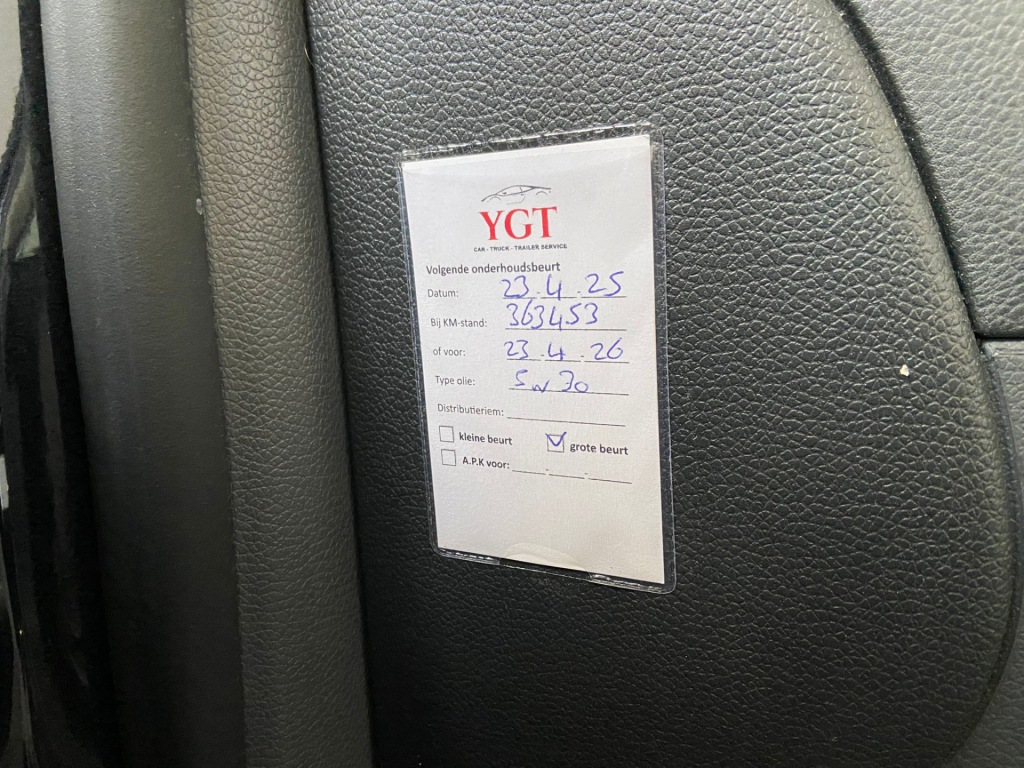 YGT
CAR - TRUCK - TRAILER SERVICE
Volgende onderhoudsbeurt
Datum: 23.4.25
Bij KM-stand: 363453
of voor: 23.4.26
Type olie: 5w30
Distributieriem:
kleine beurt grote beurt
A.P.K voor: